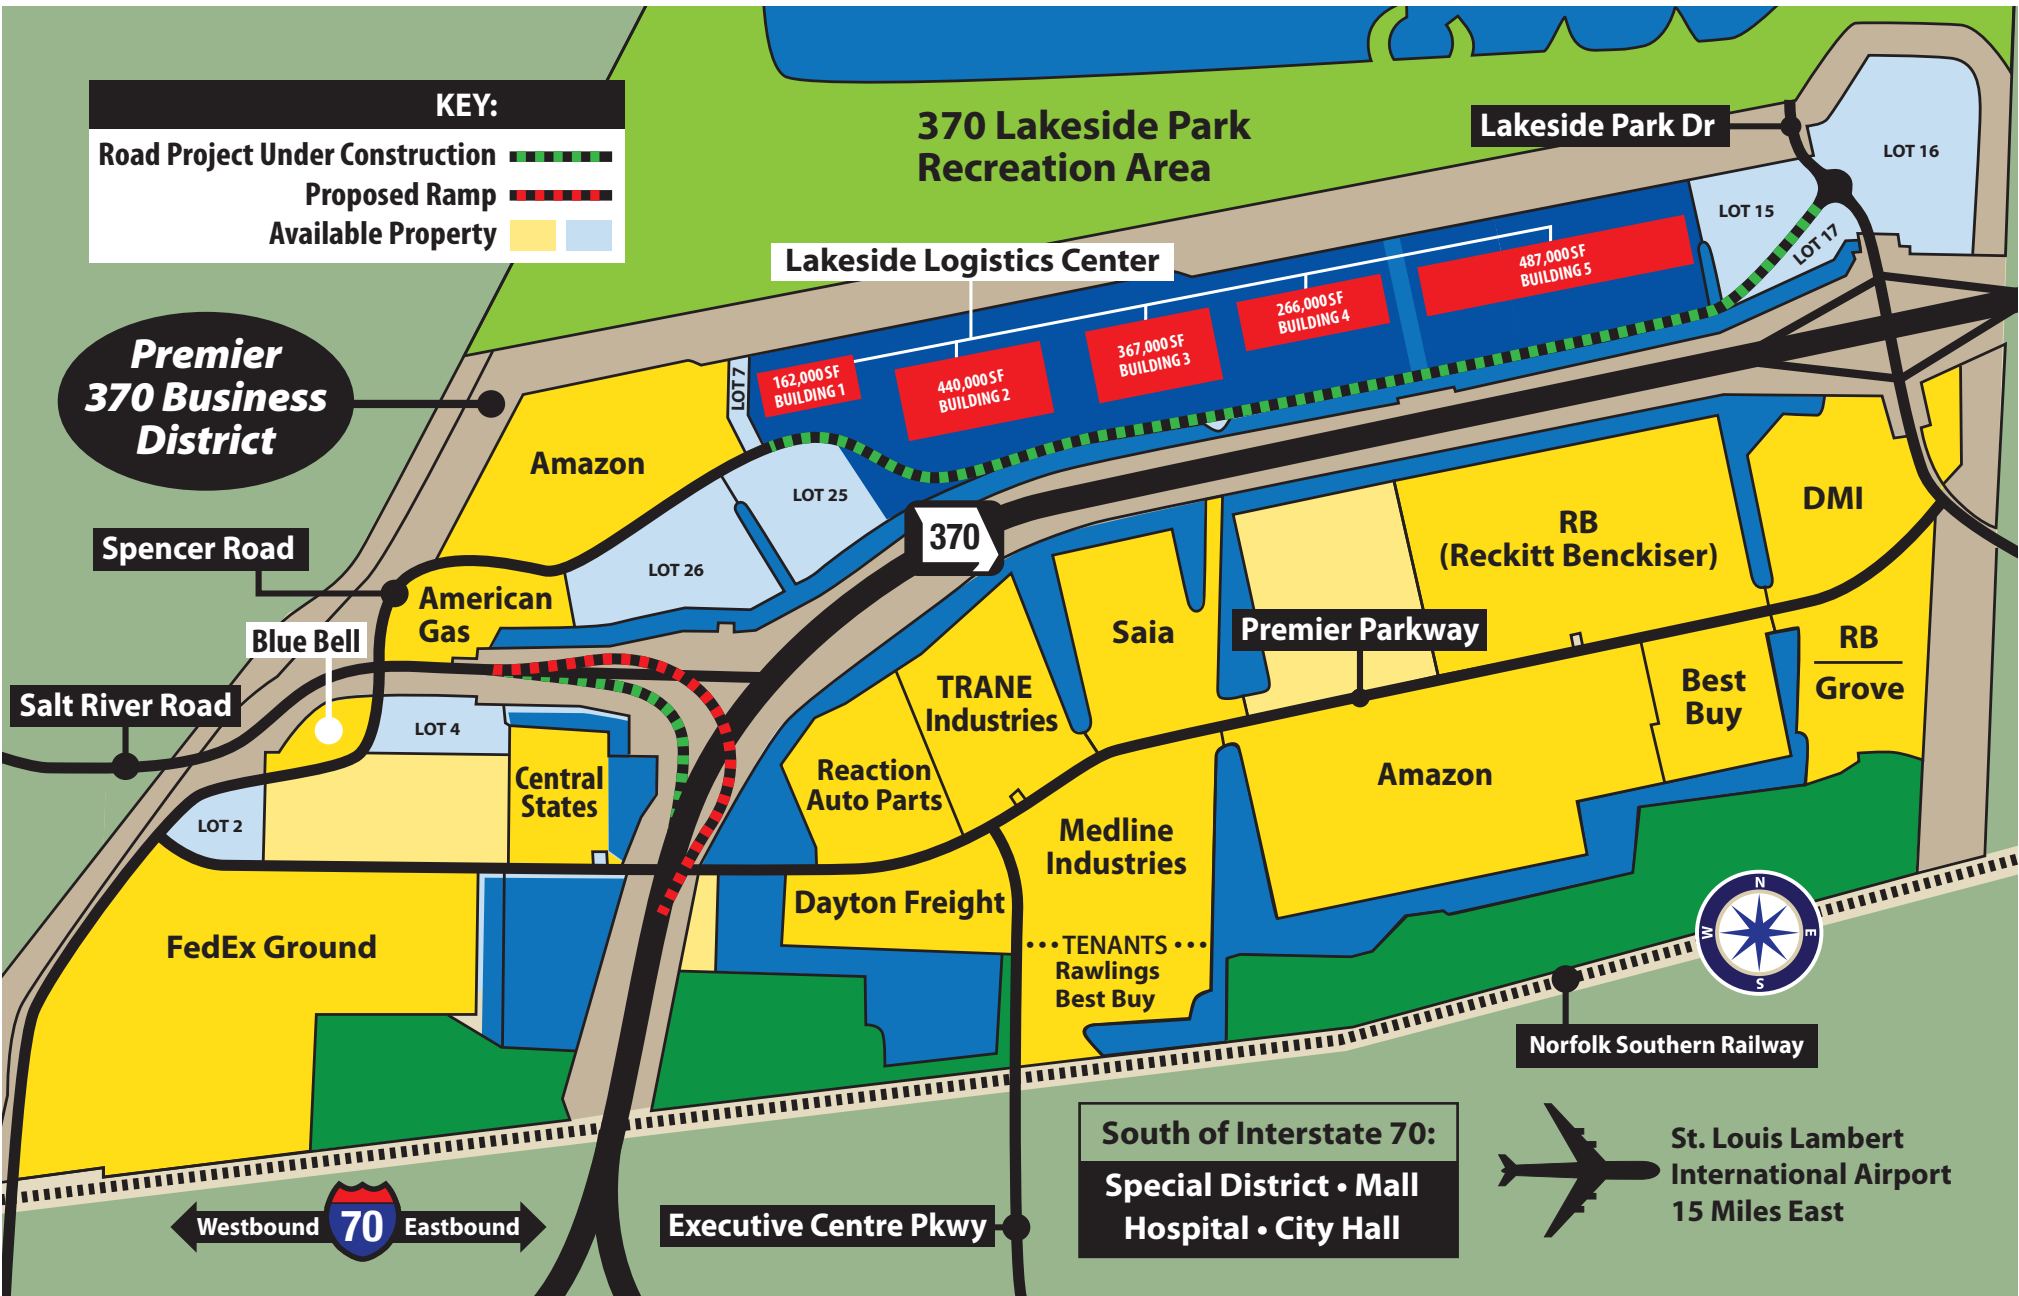 KEY:
Road Project Under Construction
Proposed Ramp
Available Property
370 Lakeside Park
Recreation Area
Lakeside Park Dr
LOT 16
LOT 15
LOT 17
Lakeside Logistics Center
487,000 SF
BUILDING 5
266,000 SF
BUILDING 4
367,000 SF
BUILDING 3
440,000 SF
BUILDING 2
162,000 SF
BUILDING 1
LOT 7
Premier
370 Business
District
Amazon
LOT 25
370
Spencer Road
LOT 26
American
Gas
Blue Bell
Salt River Road
LOT 4
LOT 2
Central
States
FedEx Ground
DMI
RB
(Reckitt Benckiser)
Saia
Premier Parkway
TRANE
Industries
Reaction
Auto Parts
RB
Grove
Best
Buy
Amazon
Medline
Industries
Dayton Freight
•••TENANTS•••
Rawlings
Best Buy
N
E
S
W
Norfolk Southern Railway
South of Interstate 70:
Special District • Mall
Hospital • City Hall
St. Louis Lambert
International Airport
15 Miles East
Westbound 70 Eastbound
Executive Centre Pkwy